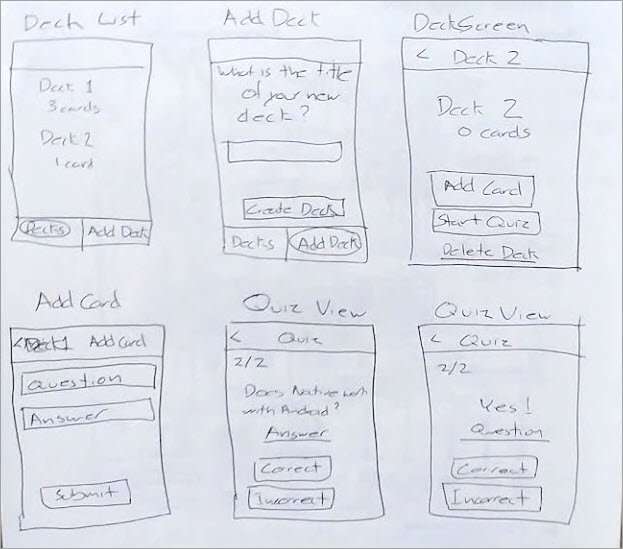 Deck List
Deck 1
3 cards
Deck 2
1 card
Decks
Add Deck
Add Deck
What is the title
of your new
deck?
Create Deck
Decks
Add Deck
DeckScreen
< Deck 2
Deck 2
0 cards
Add Card
Start Quiz
Delete Deck
Add Card
< Deck 1 Add Card
Question
Answer
Submit
Quiz View
< Quiz
2/2
Does Native work
with Android?
Answer
Correct
Incorrect
Quiz View
< Quiz
2/2
Yes!
Question
Correct
Incorrect